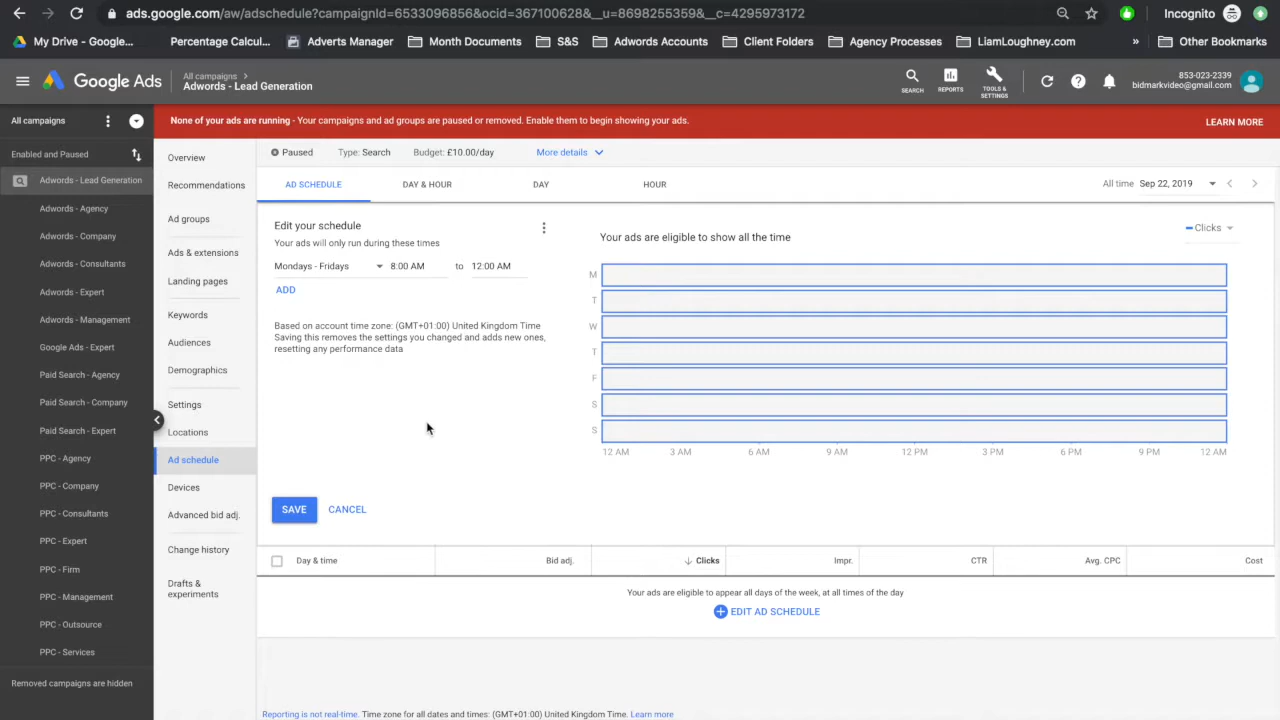 ads.google.com/aw/adschedule?campaignId=6533096856&ocid=367100628&__u=8698255359&__c=4295973172
Incognito
My Drive - Google...
Percentage Calcul...
Adverts Manager
Month Documents
S&S
Adwords Accounts
Client Folders
Agency Processes
LiamLoughney.com
»
Other Bookmarks
Google Ads
All campaigns >
Adwords - Lead Generation
SEARCH
REPORTS
TOOLS &
SETTINGS
853-023-2339
bidmarkvideo@gmail.com
All campaigns
None of your ads are running - Your campaigns and ad groups are paused or removed. Enable them to begin showing your ads.
LEARN MORE
Enabled and Paused
Adwords - Lead Generation
Adwords - Agency
Adwords - Company
Adwords - Consultants
Adwords - Expert
Adwords - Management
Google Ads - Expert
Paid Search - Agency
Paid Search - Company
Paid Search - Expert
PPC - Agency
PPC - Company
PPC - Consultants
PPC - Expert
PPC - Firm
PPC - Management
PPC - Outsource
PPC - Services
Removed campaigns are hidden
Overview
Recommendations
Ad groups
Ads & extensions
Landing pages
Keywords
Audiences
Demographics
Settings
Locations
Ad schedule
Devices
Advanced bid adj.
Change history
Drafts &
experiments
Paused
Type: Search
Budget: £10.00/day
More details
AD SCHEDULE
DAY & HOUR
DAY
HOUR
All time Sep 22, 2019
Edit your schedule
Your ads will only run during these times
Mondays - Fridays
8:00 AM
to
12:00 AM
ADD
Based on account time zone: (GMT+01:00) United Kingdom Time
Saving this removes the settings you changed and adds new ones,
resetting any performance data
SAVE
CANCEL
Your ads are eligible to show all the time
Clicks
M
T
W
T
F
S
S
12 AM
3 AM
6 AM
9 AM
12 PM
3 PM
6 PM
9 PM
12 AM
Day & time
Bid adj.
Clicks
Impr.
CTR
Avg. CPC
Cost
Your ads are eligible to appear all days of the week, at all times of the day
EDIT AD SCHEDULE
Reporting is not real-time. Time zone for all dates and times: (GMT+01:00) United Kingdom Time. Learn more